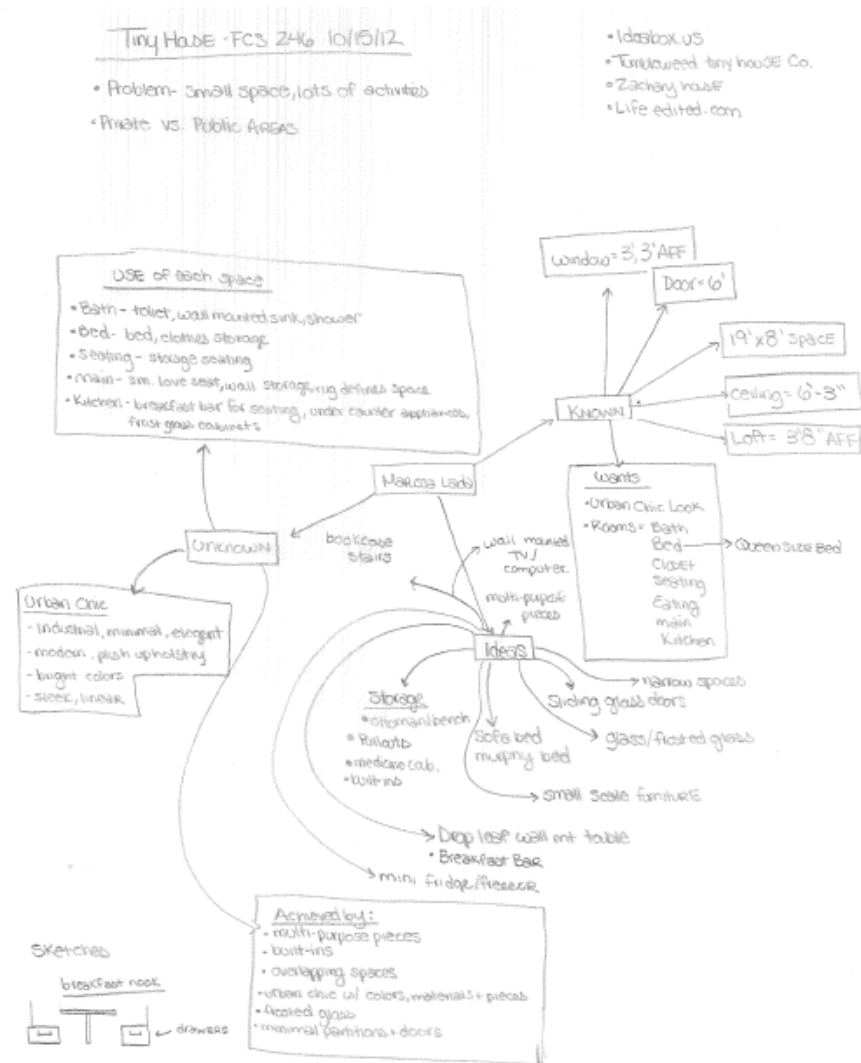 Tiny House - FCS 246 10/15/12
• Problem - small space, lots of activities
• Private vs. Public AREAS
• Ideabox.us
• Tumbleweed tiny house Co.
• Zachary house
• Life edited.com
window = 3', 3' AFF
Door = 6'
19' x 8' space
ceiling = 6'-3"
Loft = 3'8" AFF
KNOWN
USE of each space
• Bath - toilet, wall mounted sink, shower
• Bed - bed, clothes storage
• Seating - storage seating
• main - sm. love seat, wall storage, rug defines space
• Kitchen - breakfast bar for seating, under counter appliances,
frost glass cabinets
Marissa Lada
wants
• Urban Chic Look
• Rooms = Bath
Bed
Queen Size Bed
Closet
Seating
Eating
main
Kitchen
UNKNOWN
bookcase
stairs
wall mounted
TV/
computer.
multi-purpose
pieces
Urban Chic
- industrial, minimal, elegant
- modern, plush upholstry
- bright colors
- sleek, linear
Ideas
Storage
• ottoman/bench
• Pullouts
• medicine cab.
• built-ins
Sofa bed
murphy bed
narrow spaces
Sliding glass doors
glass/frosted glass
small scale furniture
Drop leaf wall mt table
• Breakfast Bar
mini fridge/freezer
Achieved by:
• multi-purpose pieces
• built-ins
• overlapping spaces
• urban chic w/ colors, materials + pieces
• frosted glass
• minimal partitions + doors
Sketches
breakfast nook
drawers